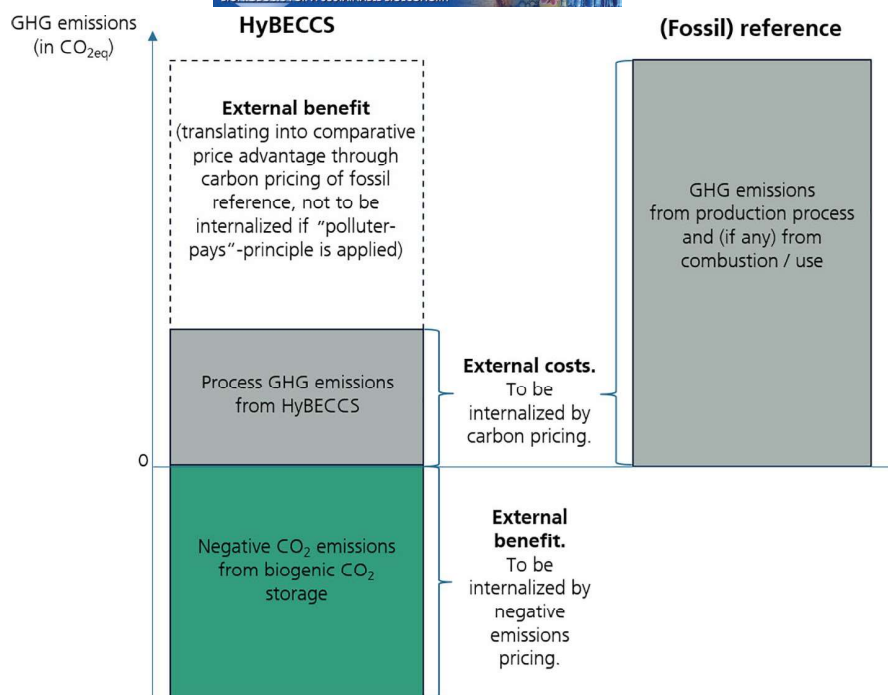 GHG emissions
(in CO₂eq)
HyBECCS
(Fossil) reference
External benefit
(translating into comparative
price advantage through
carbon pricing of fossil
reference, not to be
internalized if “polluter-
pays”-principle is applied)
GHG emissions
from production process
and (if any) from
combustion / use
Process GHG emissions
from HyBECCS
External costs.
To be
internalized by
carbon pricing.
0
Negative CO₂ emissions
from biogenic CO₂
storage
External
benefit.
To be
internalized by
negative
emissions
pricing.